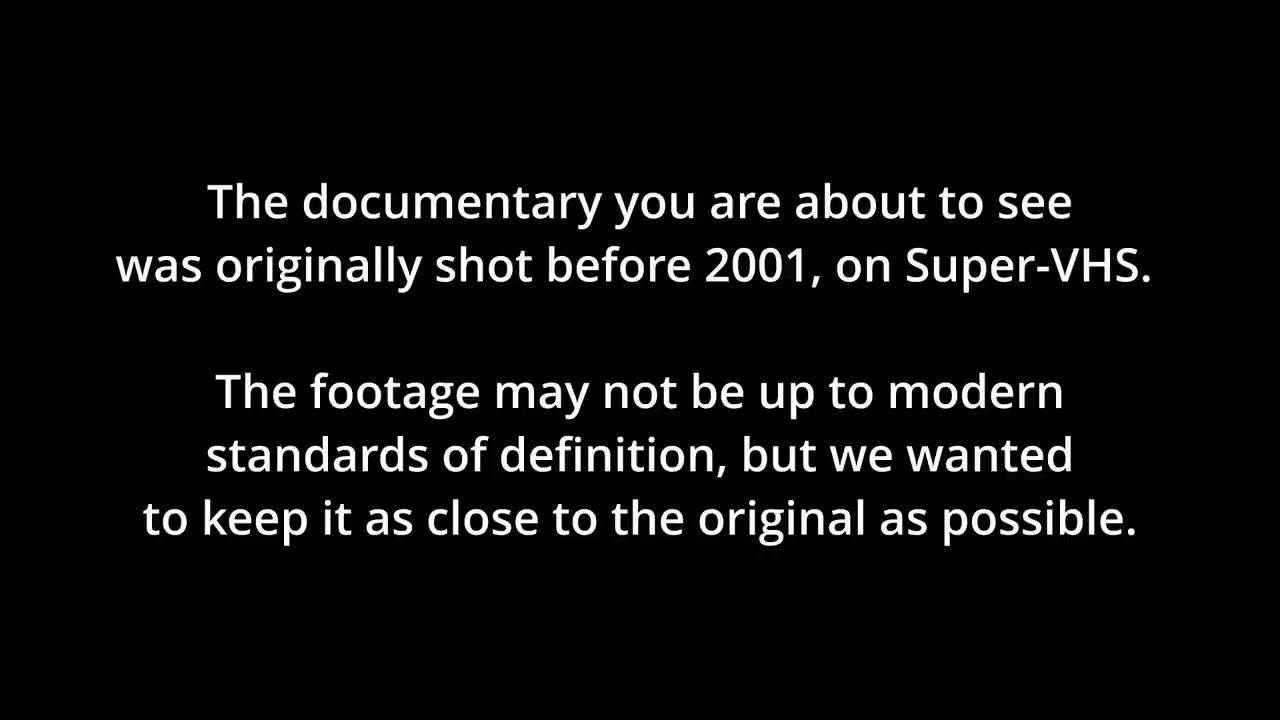 The documentary you are about to see
was originally shot before 2001, on Super-VHS.
The footage may not be up to modern
standards of definition, but we wanted
to keep it as close to the original as possible.